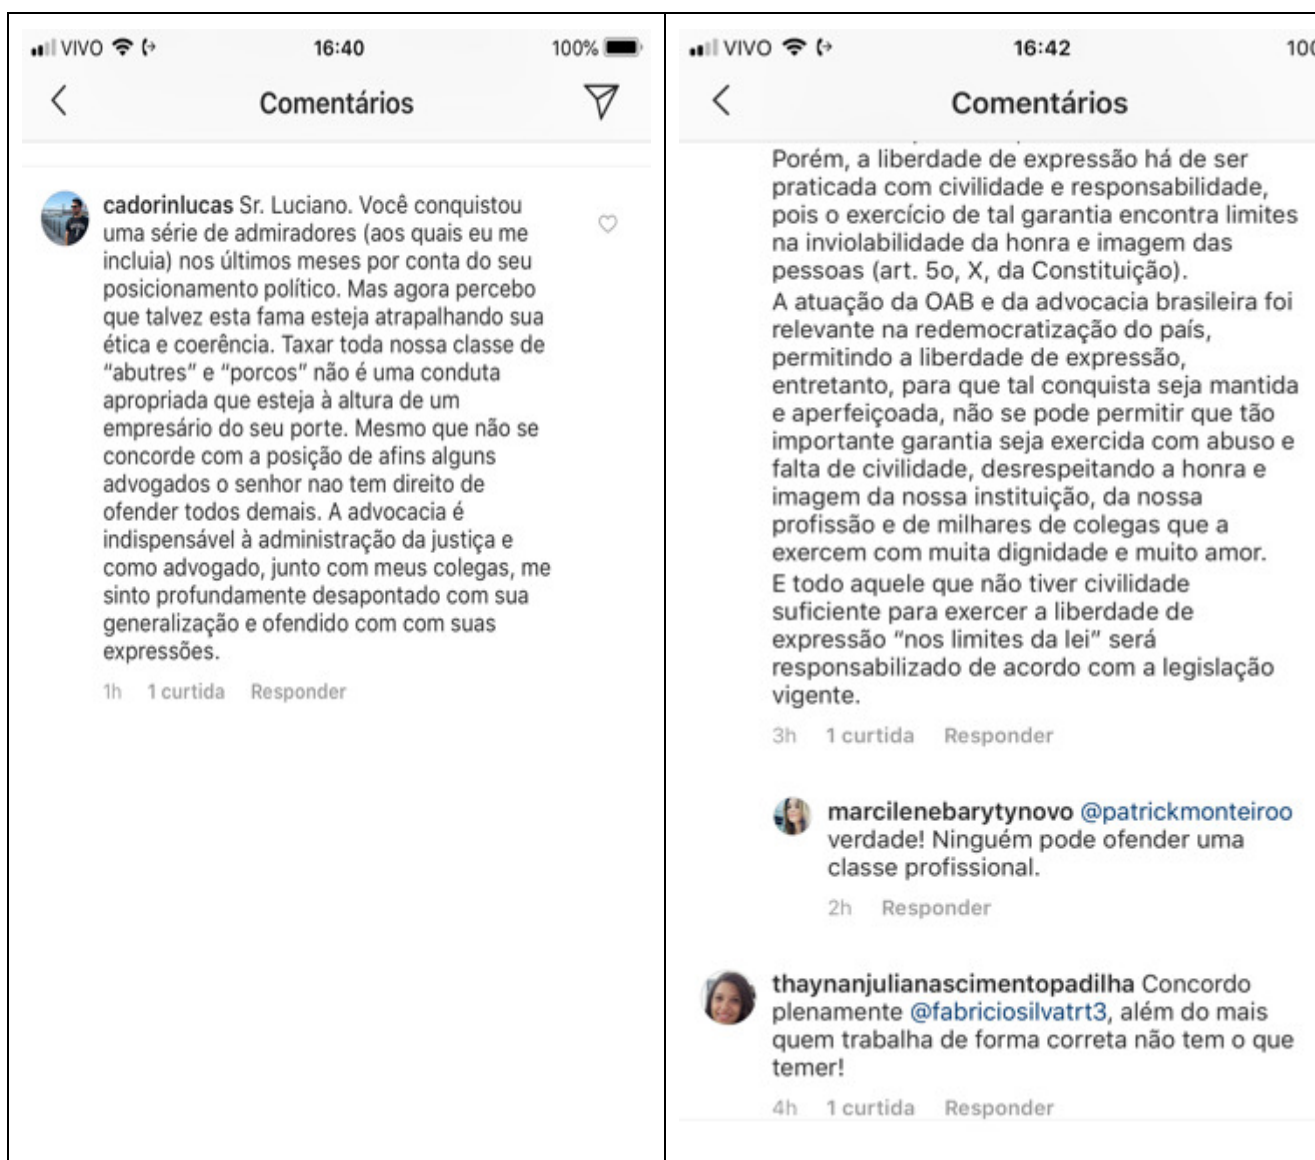 VIVO 16:40 100%
Comentários
cadorinlucas Sr. Luciano. Você conquistou
uma série de admiradores (aos quais eu me
incluia) nos últimos meses por conta do seu
posicionamento político. Mas agora percebo
que talvez esta fama esteja atrapalhando sua
ética e coerência. Taxar toda nossa classe de
“abutres” e “porcos” não é uma conduta
apropriada que esteja à altura de um
empresário do seu porte. Mesmo que não se
concorde com a posição de afins alguns
advogados o senhor nao tem direito de
ofender todos demais. A advocacia é
indispensável à administração da justiça e
como advogado, junto com meus colegas, me
sinto profundamente desapontado com sua
generalização e ofendido com com suas
expressões.
1h 1 curtida Responder
VIVO 16:42 100
Comentários
Porém, a liberdade de expressão há de ser
praticada com civilidade e responsabilidade,
pois o exercício de tal garantia encontra limites
na inviolabilidade da honra e imagem das
pessoas (art. 5o, X, da Constituição).
A atuação da OAB e da advocacia brasileira foi
relevante na redemocratização do país,
permitindo a liberdade de expressão,
entretanto, para que tal conquista seja mantida
e aperfeiçoada, não se pode permitir que tão
importante garantia seja exercida com abuso e
falta de civilidade, desrespeitando a honra e
imagem da nossa instituição, da nossa
profissão e de milhares de colegas que a
exercem com muita dignidade e muito amor.
E todo aquele que não tiver civilidade
suficiente para exercer a liberdade de
expressão “nos limites da lei” será
responsabilizado de acordo com a legislação
vigente.
3h 1 curtida Responder
marcilenebarytynovo @patrickmonteiroo
verdade! Ninguém pode ofender uma
classe profissional.
2h Responder
thaynanjulianascimentopadilha Concordo
plenamente @fabriciosilvatrt3, além do mais
quem trabalha de forma correta não tem o que
temer!
4h 1 curtida Responder